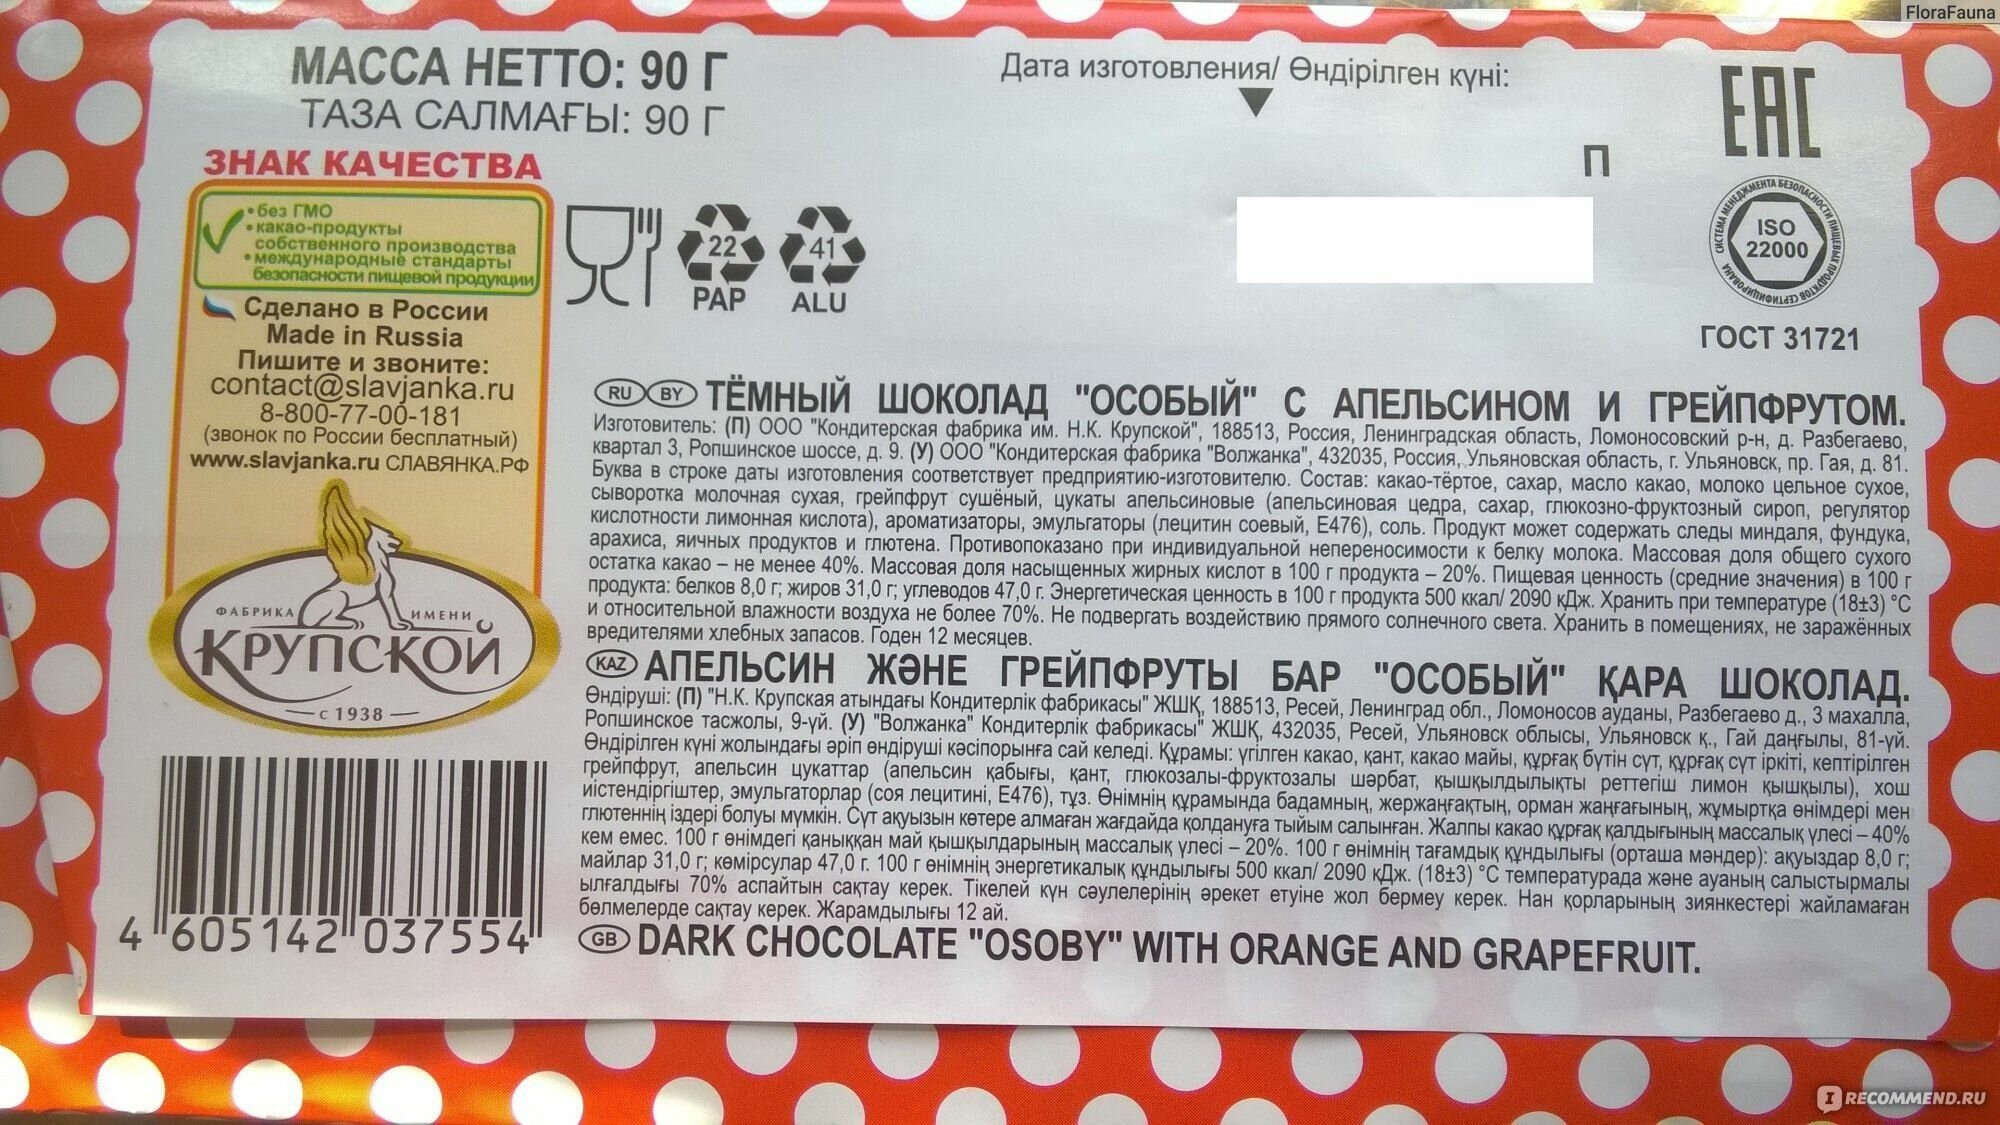 FloraFauna
МАССА НЕТТО: 90 Г
ТАЗА САЛМАҒЫ: 90 Г
Дата изготовления/ Өндірілген күні:
П
EAC
СИСТЕМА МЕНЕДЖМЕНТА БЕЗОПАСНОСТИ ПИЩЕВЫХ ПРОДУКТОВ СЕРТИФИЦИРОВАНА
ISO
22000
ГОСТ 31721
ЗНАК КАЧЕСТВА
• без ГМО
• какао-продукты
собственного производства
• международные стандарты
безопасности пищевой продукции
Сделано в России
Made in Russia
Пишите и звоните:
contact@slavjanka.ru
8-800-77-00-181
(звонок по России бесплатный)
www.slavjanka.ru СЛАВЯНКА.РФ
22
PAP
41
ALU
ФАБРИКА ИМЕНИ
КРУПСКОЙ
с 1938
4 605142 037554
RU BY ТЁМНЫЙ ШОКОЛАД "ОСОБЫЙ" С АПЕЛЬСИНОМ И ГРЕЙПФРУТОМ.
Изготовитель: (П) ООО "Кондитерская фабрика им. Н.К. Крупской", 188513, Россия, Ленинградская область, Ломоносовский р-н, д. Разбегаево,
квартал 3, Ропшинское шоссе, д. 9. (У) ООО "Кондитерская фабрика "Волжанка", 432035, Россия, Ульяновская область, г. Ульяновск, пр. Гая, д. 81.
Буква в строке даты изготовления соответствует предприятию-изготовителю. Состав: какао-тёртое, сахар, масло какао, молоко цельное сухое,
сыворотка молочная сухая, грейпфрут сушёный, цукаты апельсиновые (апельсиновая цедра, сахар, глюкозно-фруктозный сироп, регулятор
кислотности лимонная кислота), ароматизаторы, эмульгаторы (лецитин соевый, Е476), соль. Продукт может содержать следы миндаля, фундука,
арахиса, яичных продуктов и глютена. Противопоказано при индивидуальной непереносимости к белку молока. Массовая доля общего сухого
остатка какао – не менее 40%. Массовая доля насыщенных жирных кислот в 100 г продукта – 20%. Пищевая ценность (средние значения) в 100 г
продукта: белков 8,0 г; жиров 31,0 г; углеводов 47,0 г. Энергетическая ценность в 100 г продукта 500 ккал/ 2090 кДж. Хранить при температуре (18±3) °С
и относительной влажности воздуха не более 70%. Не подвергать воздействию прямого солнечного света. Хранить в помещениях, не заражённых
вредителями хлебных запасов. Годен 12 месяцев.
KAZ АПЕЛЬСИН ЖӘНЕ ГРЕЙПФРУТЫ БАР "ОСОБЫЙ" ҚАРА ШОКОЛАД.
Өндіруші: (П) "Н.К. Крупская атындағы Кондитерлік фабрикасы" ЖШҚ, 188513, Ресей, Ленинград обл., Ломоносов ауданы, Разбегаево д., 3 махалла,
Ропшинское тасжолы, 9-үй. (У) "Волжанка" Кондитерлік фабрикасы" ЖШҚ, 432035, Ресей, Ульяновск облысы, Ульяновск қ., Гай даңғылы, 81-үй.
Өндірілген күні жолындағы әріп өндіруші кәсіпорынға сай келеді. Құрамы: үгілген какао, қант, какао майы, құрғақ бүтін сүт, құрғақ сүт іркіті, кептірілген
грейпфрут, апельсин цукаттар (апельсин қабығы, қант, глюкозалы-фруктозалы шәрбат, қышқылдылықты реттегіш лимон қышқылы), хош
иістендіргіштер, эмульгаторлар (соя лецитині, Е476), тұз. Өнімнің құрамында бадамның, жержаңғақтың, орман жаңғағының, жұмыртқа өнімдері мен
глютеннің іздері болуы мүмкін. Сүт ақуызын көтере алмаған жағдайда қолдануға тыйым салынған. Жалпы какао құрғақ қалдығының массалық үлесі – 40%
кем емес. 100 г өнімдегі қаныққан май қышқылдарының массалық үлесі – 20%. 100 г өнімнің тағамдық құндылығы (орташа мәндер): ақуыздар 8,0 г;
майлар 31,0 г; көмірсулар 47,0 г. 100 г өнімнің энергетикалық құндылығы 500 ккал/ 2090 кДж. (18±3) °С температурада және ауаның салыстырмалы
ылғалдығы 70% аспайтын сақтау керек. Тікелей күн сәулелерінің әрекет етуіне жол бермеу керек. Нан қорларының зиянкестері жайламаған
бөлмелерде сақтау керек. Жарамдылығы 12 ай.
GB DARK CHOCOLATE "OSOBY" WITH ORANGE AND GRAPEFRUIT.
I RECOMMEND.RU